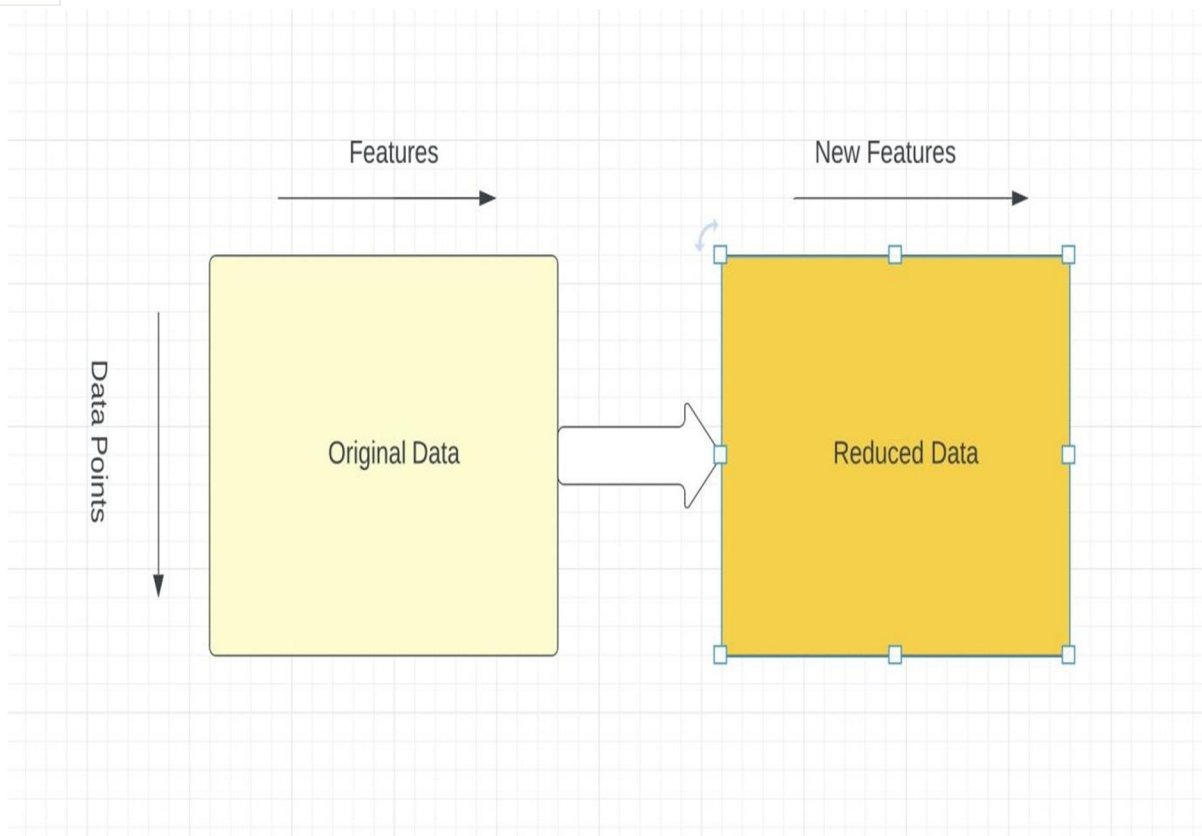 Features
New Features
Data Points
Original Data
Reduced Data